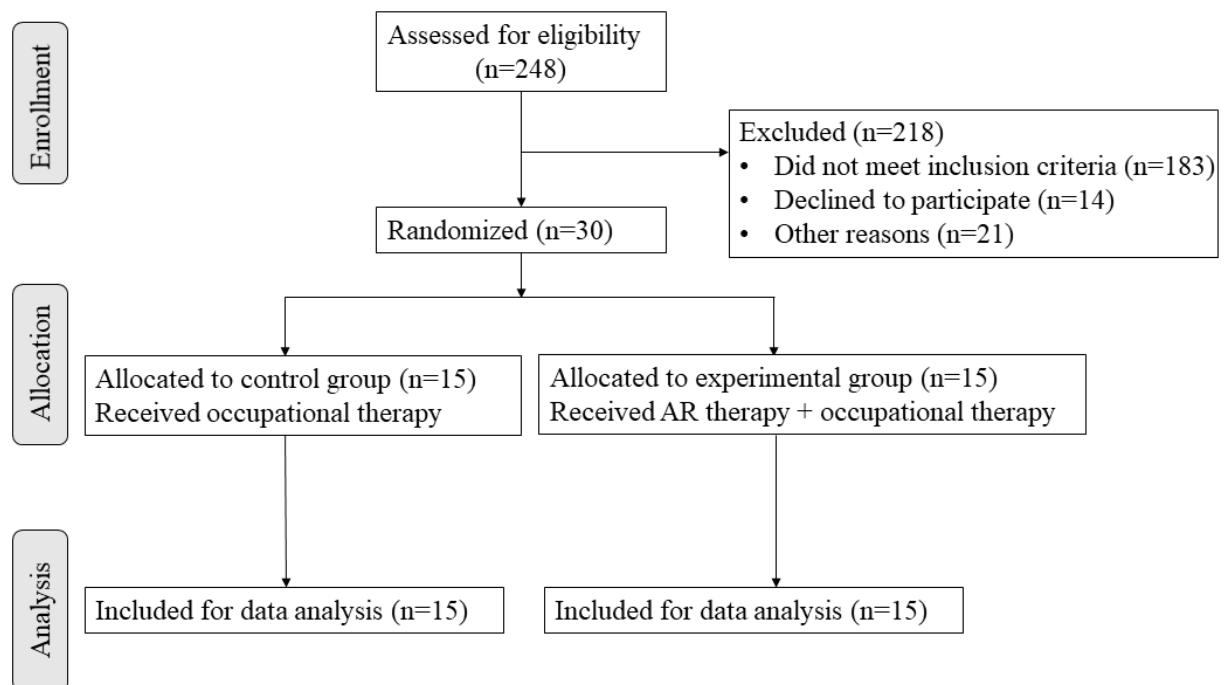 Enrollment
Assessed for eligibility
(n=248)
Excluded (n=218)
• Did not meet inclusion criteria (n=183)
• Declined to participate (n=14)
• Other reasons (n=21)
Randomized (n=30)
Allocation
Allocated to control group (n=15)
Received occupational therapy
Allocated to experimental group (n=15)
Received AR therapy + occupational therapy
Analysis
Included for data analysis (n=15)
Included for data analysis (n=15)